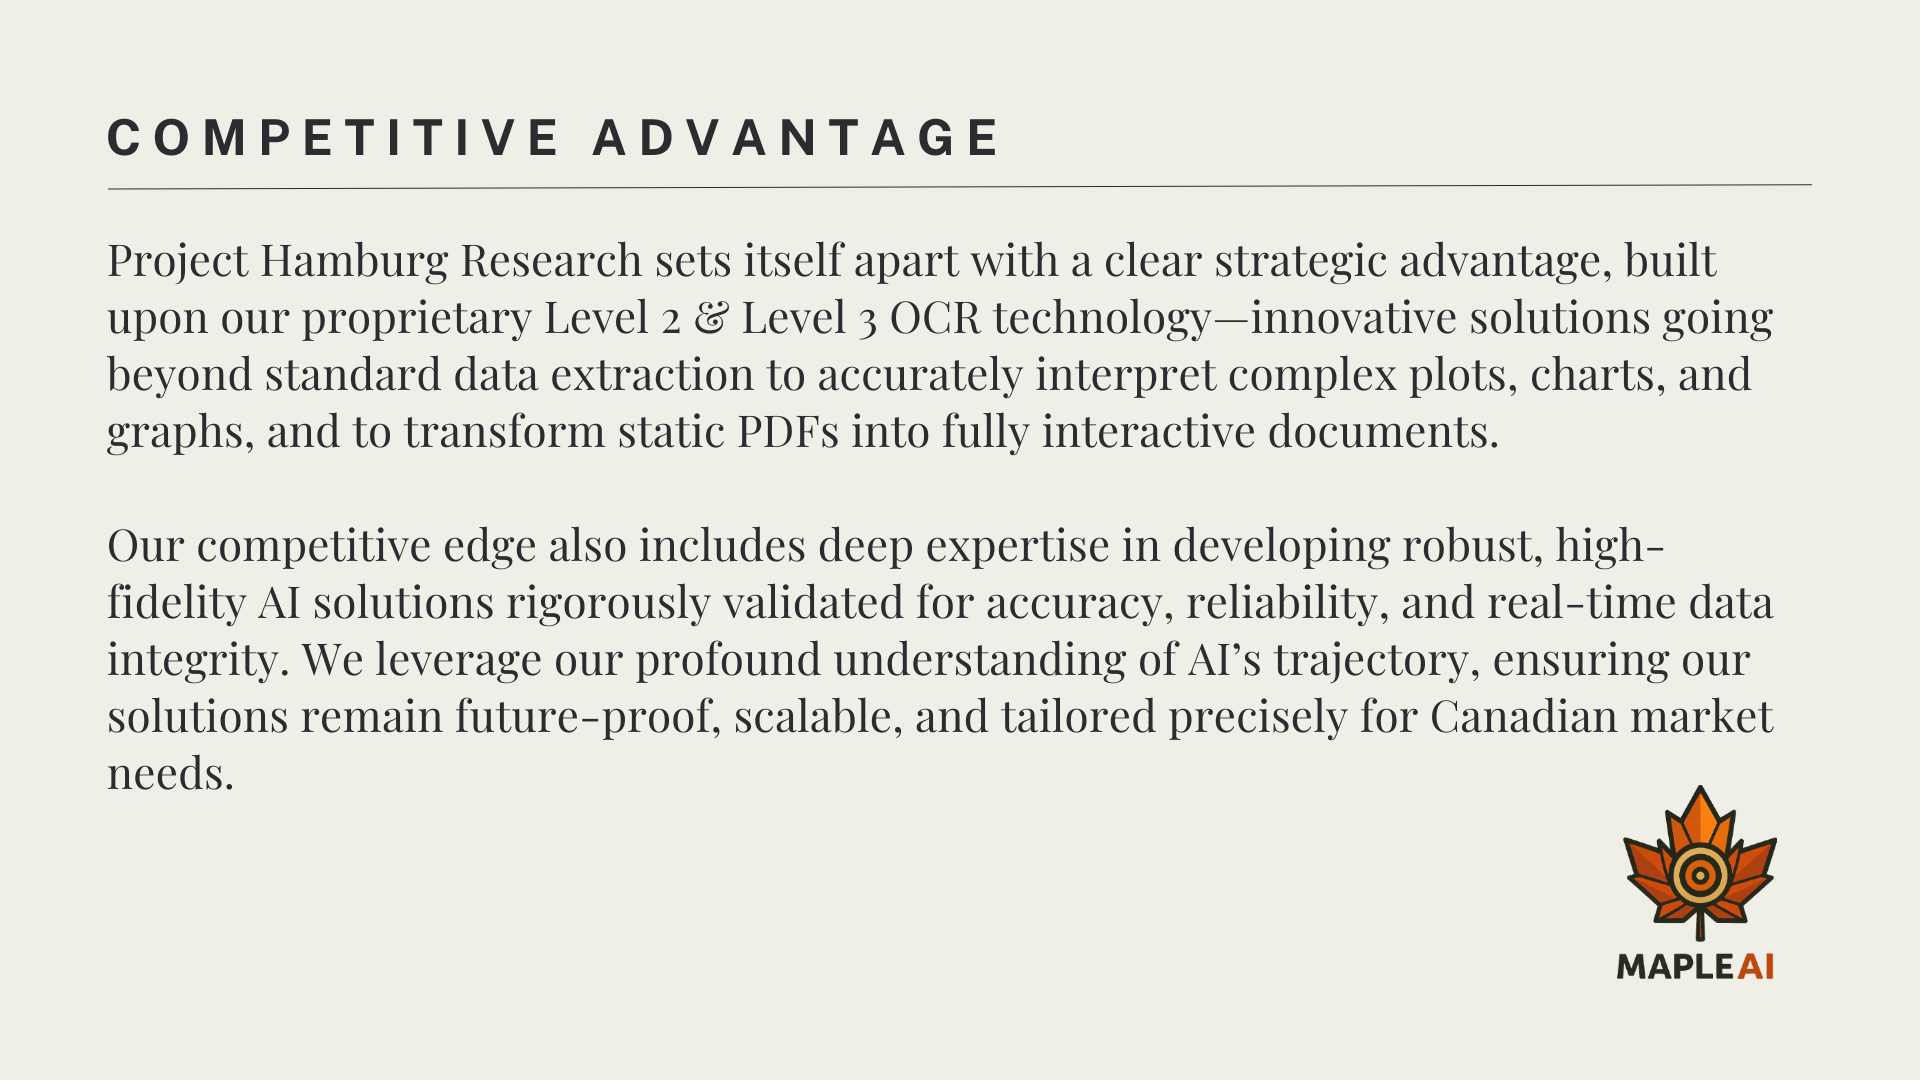 COMPETITIVE ADVANTAGE
Project Hamburg Research sets itself apart with a clear strategic advantage, built
upon our proprietary Level 2 & Level 3 OCR technology—innovative solutions going
beyond standard data extraction to accurately interpret complex plots, charts, and
graphs, and to transform static PDFs into fully interactive documents.
Our competitive edge also includes deep expertise in developing robust, high-
fidelity AI solutions rigorously validated for accuracy, reliability, and real-time data
integrity. We leverage our profound understanding of AI’s trajectory, ensuring our
solutions remain future-proof, scalable, and tailored precisely for Canadian market
needs.
MAPLEAI